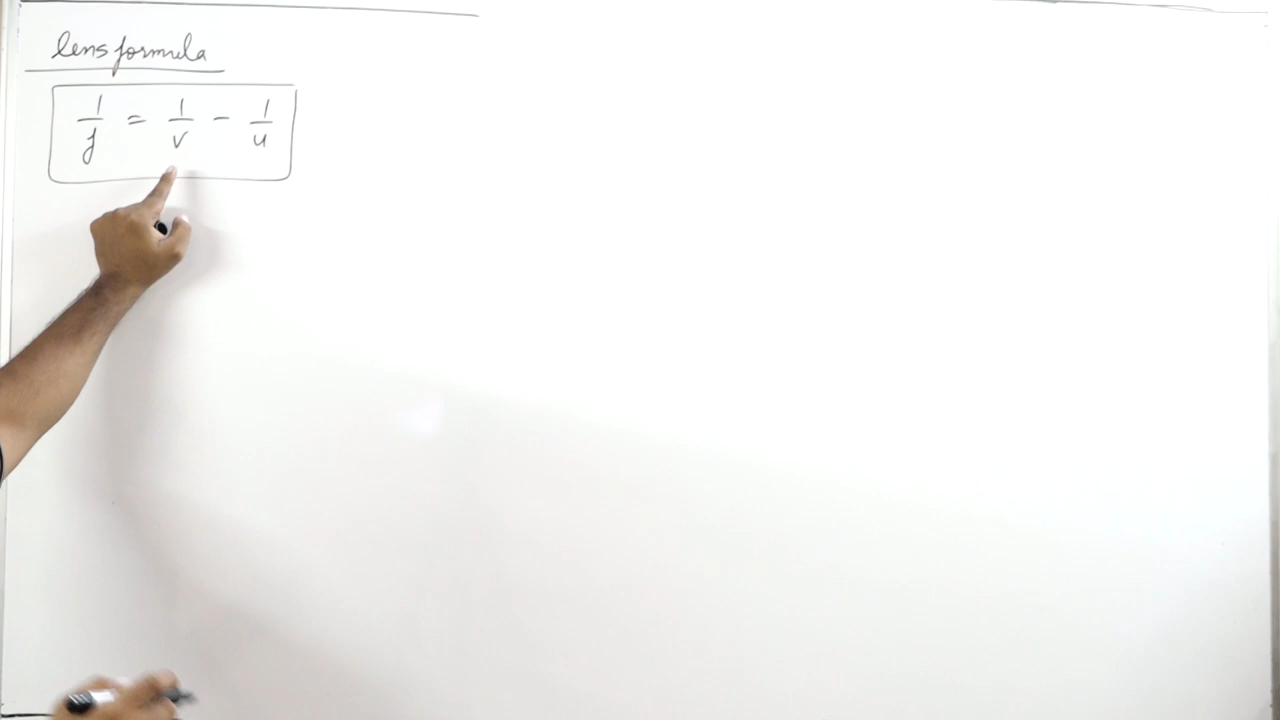 lens formula
1/f = 1/v - 1/u